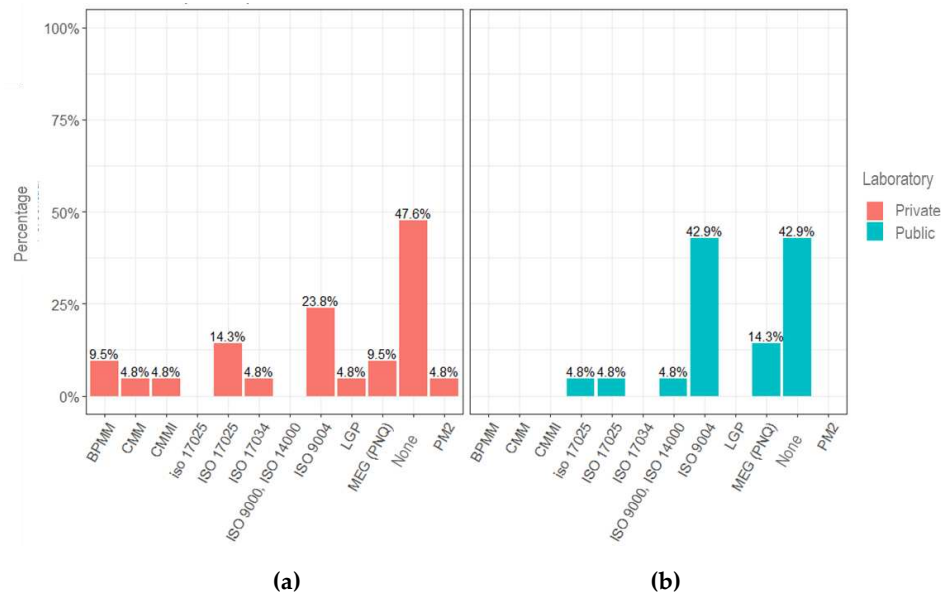 100%
75%
50%
25%
0%
Percentage
9.5%
4.8%
4.8%
14.3%
4.8%
23.8%
4.8%
9.5%
47.6%
4.8%
4.8%
4.8%
4.8%
42.9%
14.3%
42.9%
BPMM
CMM
CMMI
iso 17025
ISO 17025
ISO 17034
ISO 9000, ISO 14000
ISO 9004
LGP
MEG (PNQ)
None
PM2
BPMM
CMM
CMMI
iso 17025
ISO 17025
ISO 17034
ISO 9000, ISO 14000
ISO 9004
LGP
MEG (PNQ)
None
PM2
Laboratory
Private
Public
(a)
(b)